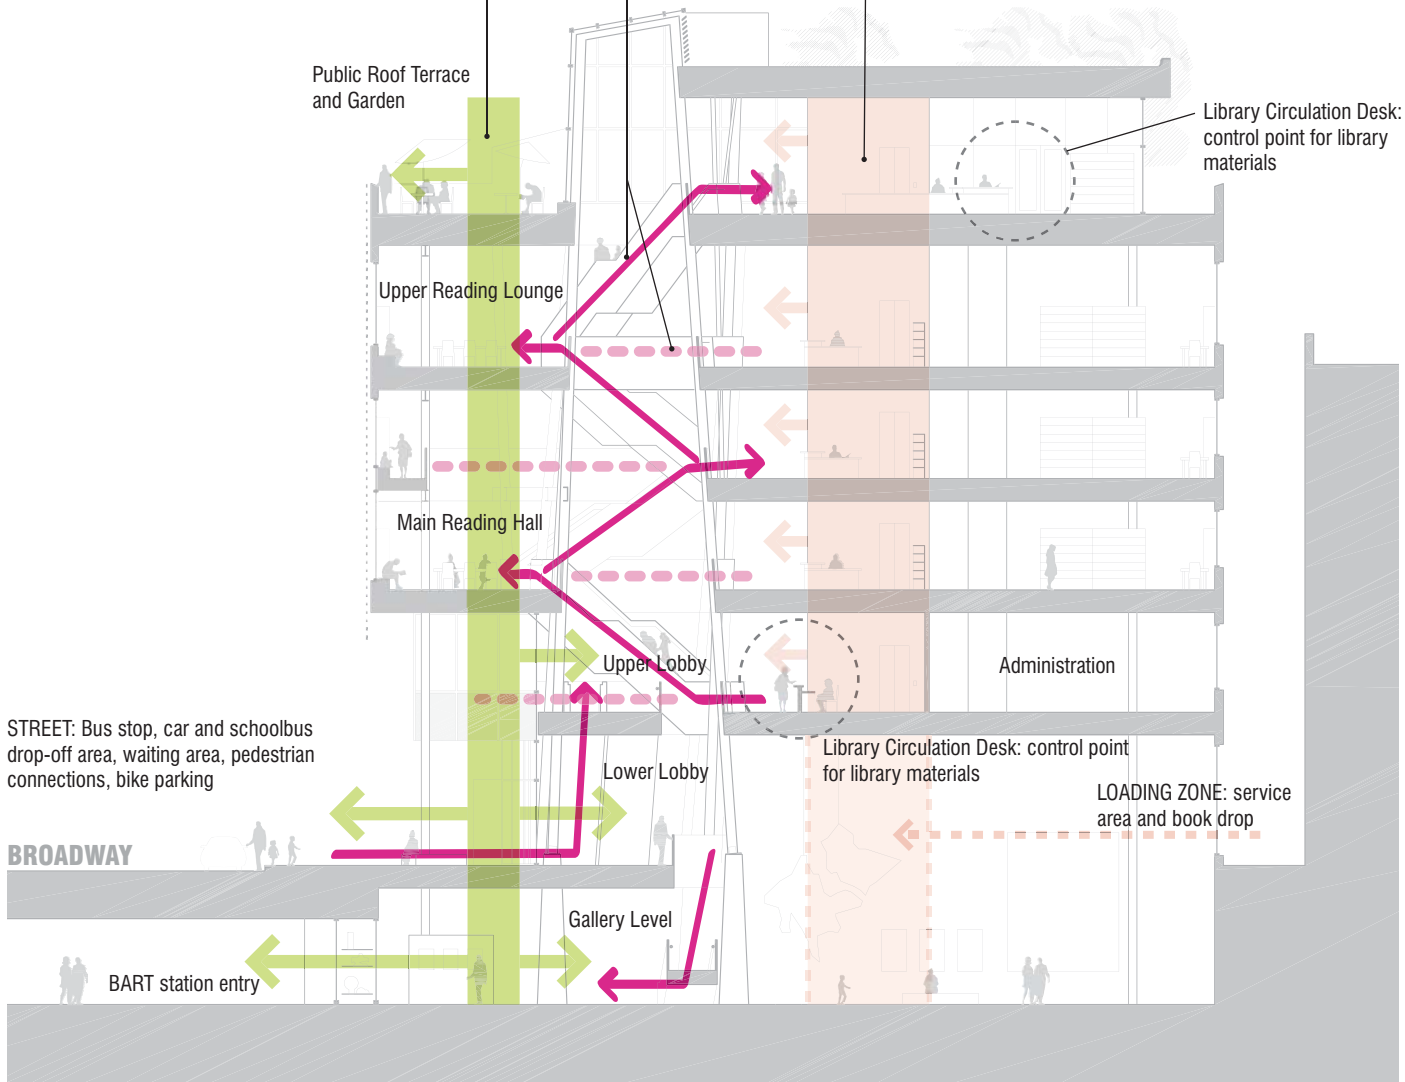 Public Roof Terrace
and Garden
Library Circulation Desk:
control point for library
materials
Upper Reading Lounge
Main Reading Hall
Upper Lobby
Administration
STREET: Bus stop, car and schoolbus
drop-off area, waiting area, pedestrian
connections, bike parking
Library Circulation Desk: control point
for library materials
Lower Lobby
LOADING ZONE: service
area and book drop
BROADWAY
Gallery Level
BART station entry